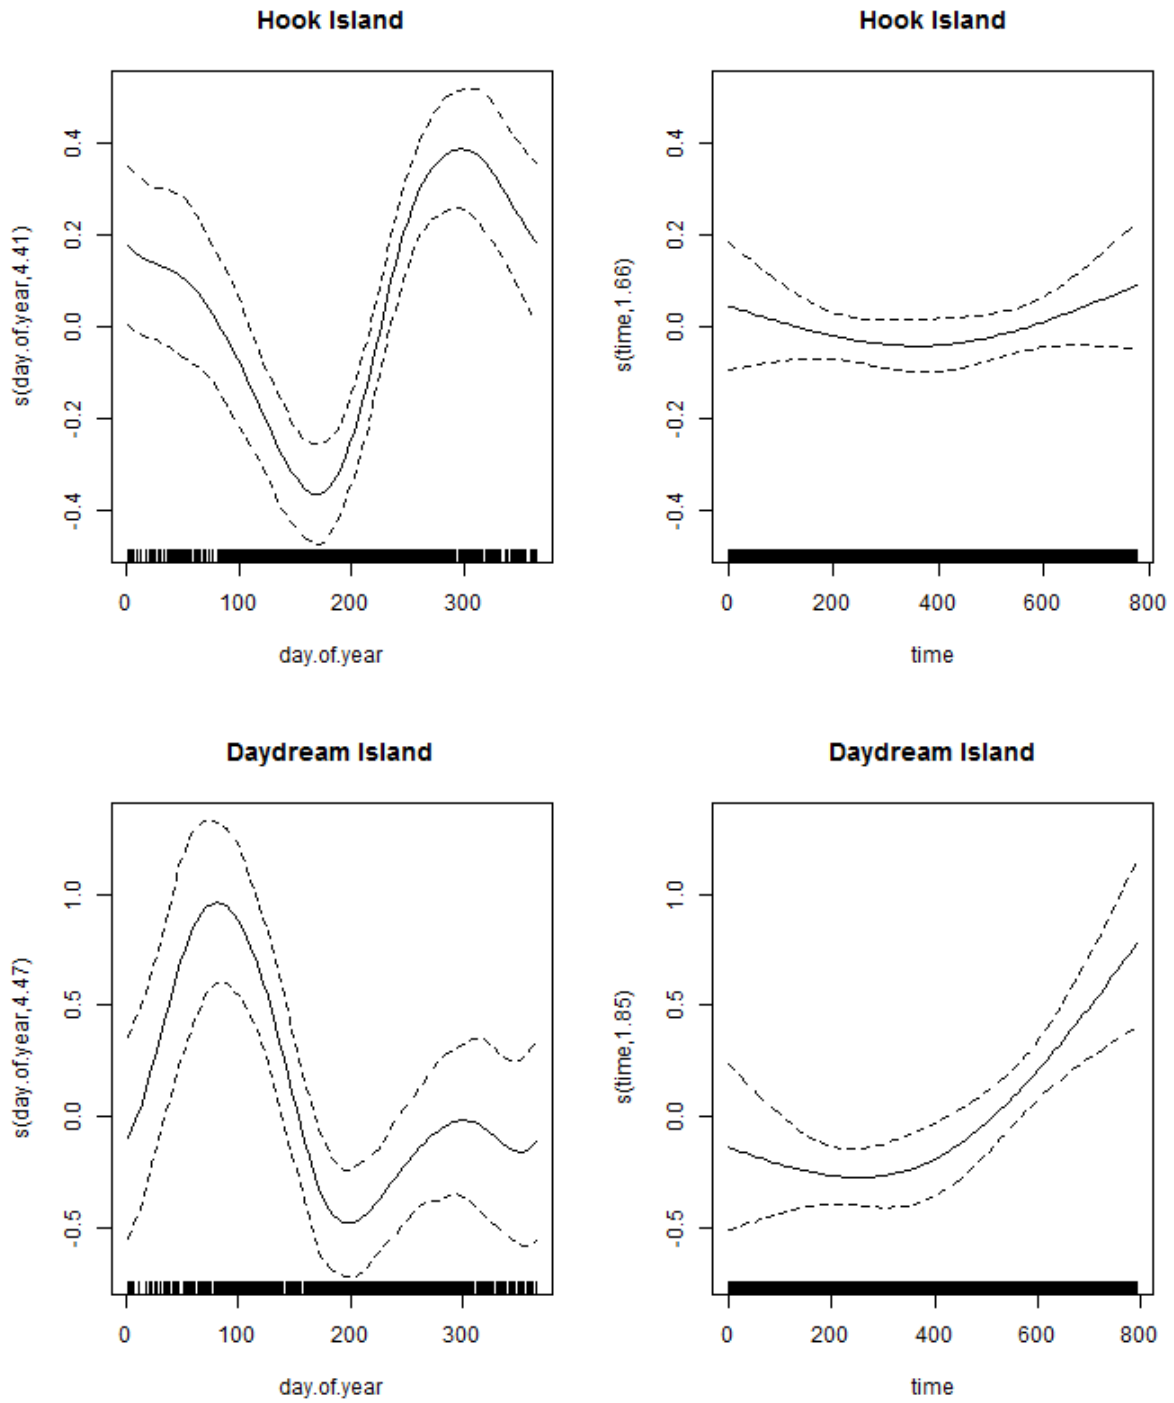 Hook Island
s(day.of.year,4.41)
0.4
0.2
0.0
-0.2
-0.4
0 100 200 300
day.of.year
Hook Island
s(time,1.66)
0.4
0.2
0.0
-0.2
-0.4
0 200 400 600 800
time
Daydream Island
s(day.of.year,4.47)
1.0
0.5
0.0
-0.5
0 100 200 300
day.of.year
Daydream Island
s(time,1.85)
1.0
0.5
0.0
-0.5
0 200 400 600 800
time